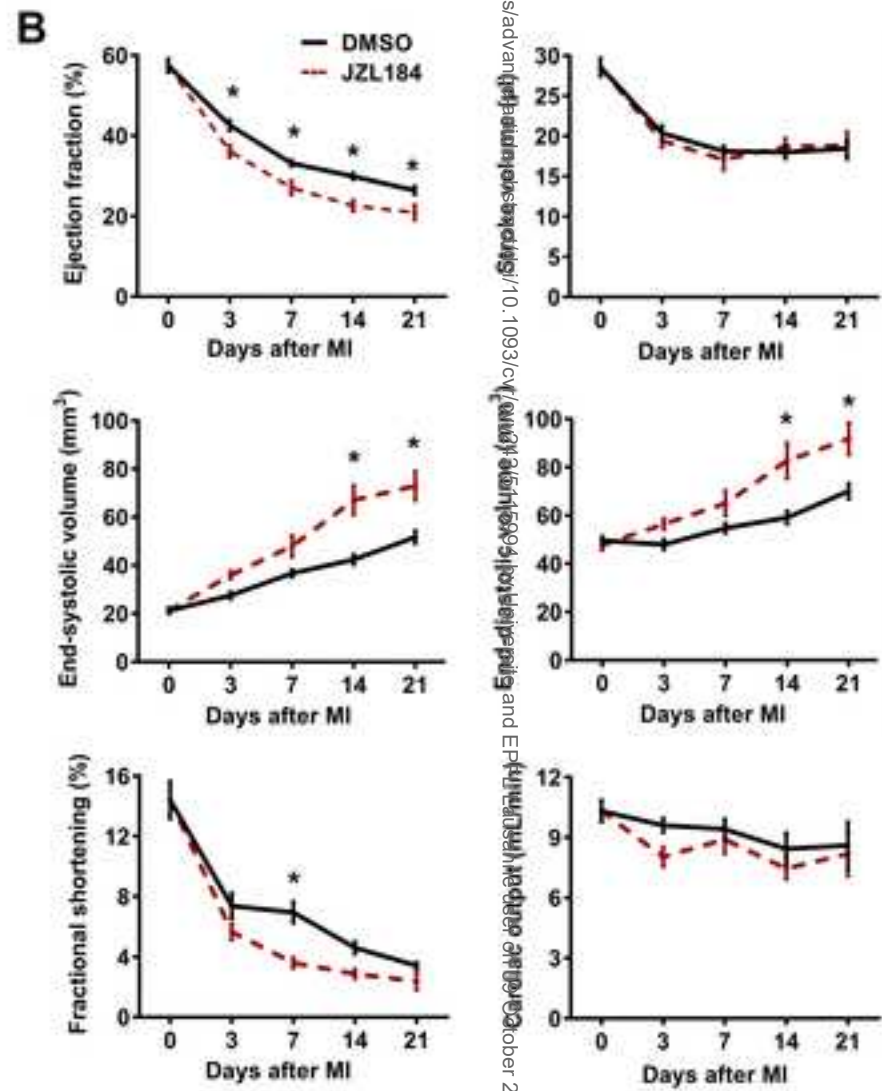 B
DMSO
JZL184
Ejection fraction (%)
60
40
20
0
0 3 7 14 21
Days after MI
30
25
20
15
10
5
0
0 3 7 14 21
Days after MI
End-systolic volume (mm³)
100
80
60
40
20
0
0 3 7 14 21
Days after MI
100
80
60
40
20
0
0 3 7 14 21
Days after MI
Fractional shortening (%)
16
12
8
4
0
0 3 7 14 21
Days after MI
12
9
6
3
0
0 3 7 14 21
Days after MI